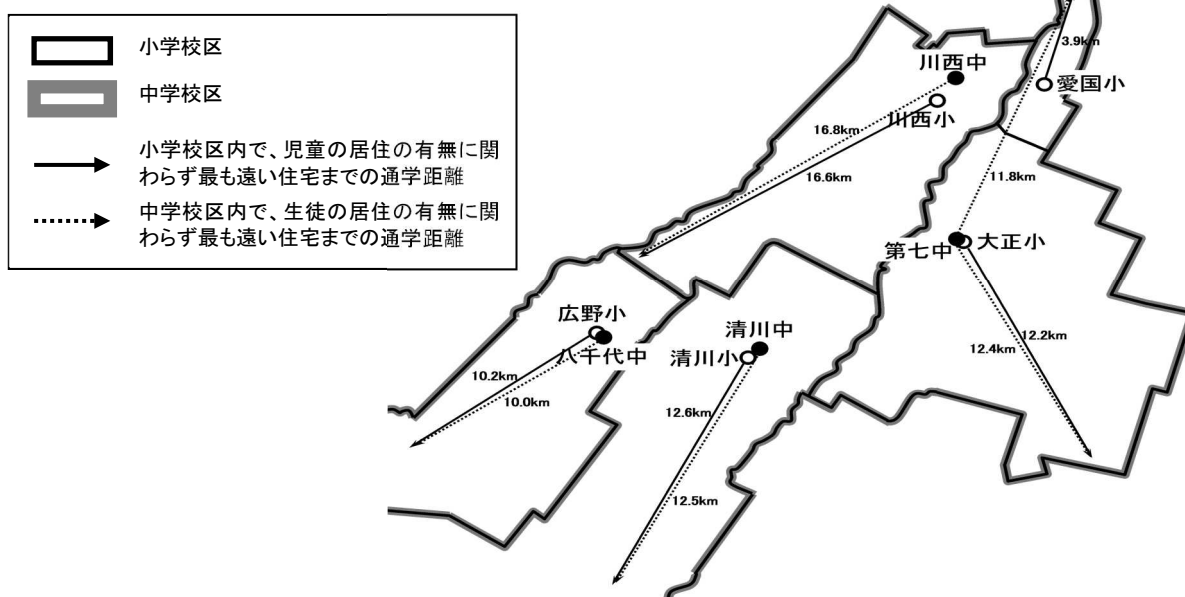 小学校区
中学校区
小学校区内で、児童の居住の有無に関
わらず最も遠い住宅までの通学距離
中学校区内で、生徒の居住の有無に関
わらず最も遠い住宅までの通学距離
3.9km
川西中
愛国小
川西小
16.8km
16.6km
11.8km
第七中
大正小
広野小
八千代中
清川中
清川小
12.2km
12.4km
10.2km
10.0km
12.6km
12.5km